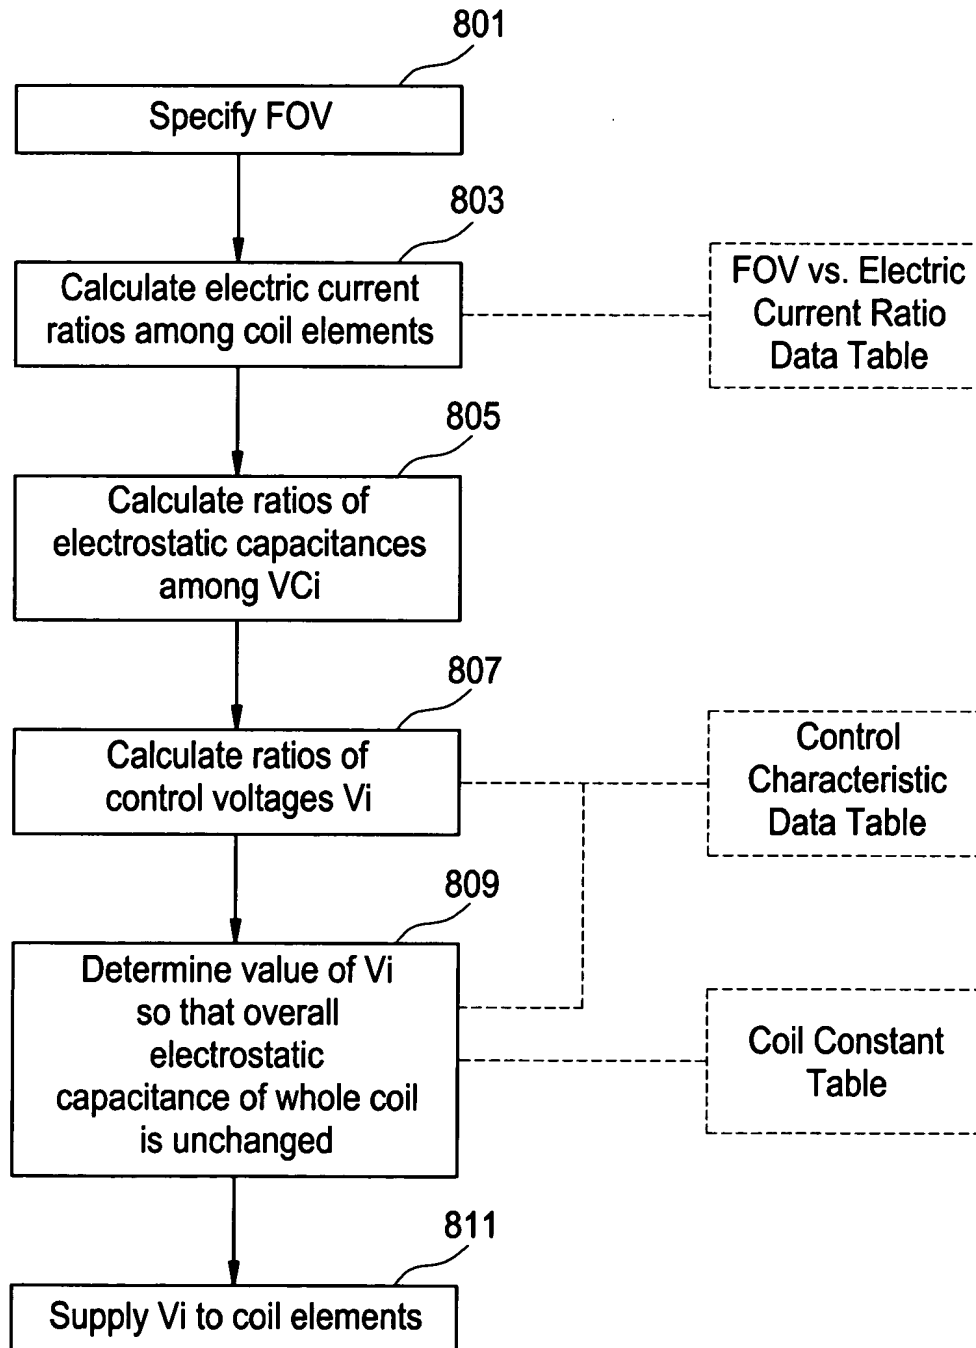 801
Specify FOV
803
Calculate electric current
ratios among coil elements
FOV vs. Electric
Current Ratio
Data Table
805
Calculate ratios of
electrostatic capacitances
among VCi
807
Calculate ratios of
control voltages Vi
Control
Characteristic
Data Table
809
Determine value of Vi
so that overall
electrostatic
capacitance of whole coil
is unchanged
Coil Constant
Table
811
Supply Vi to coil elements